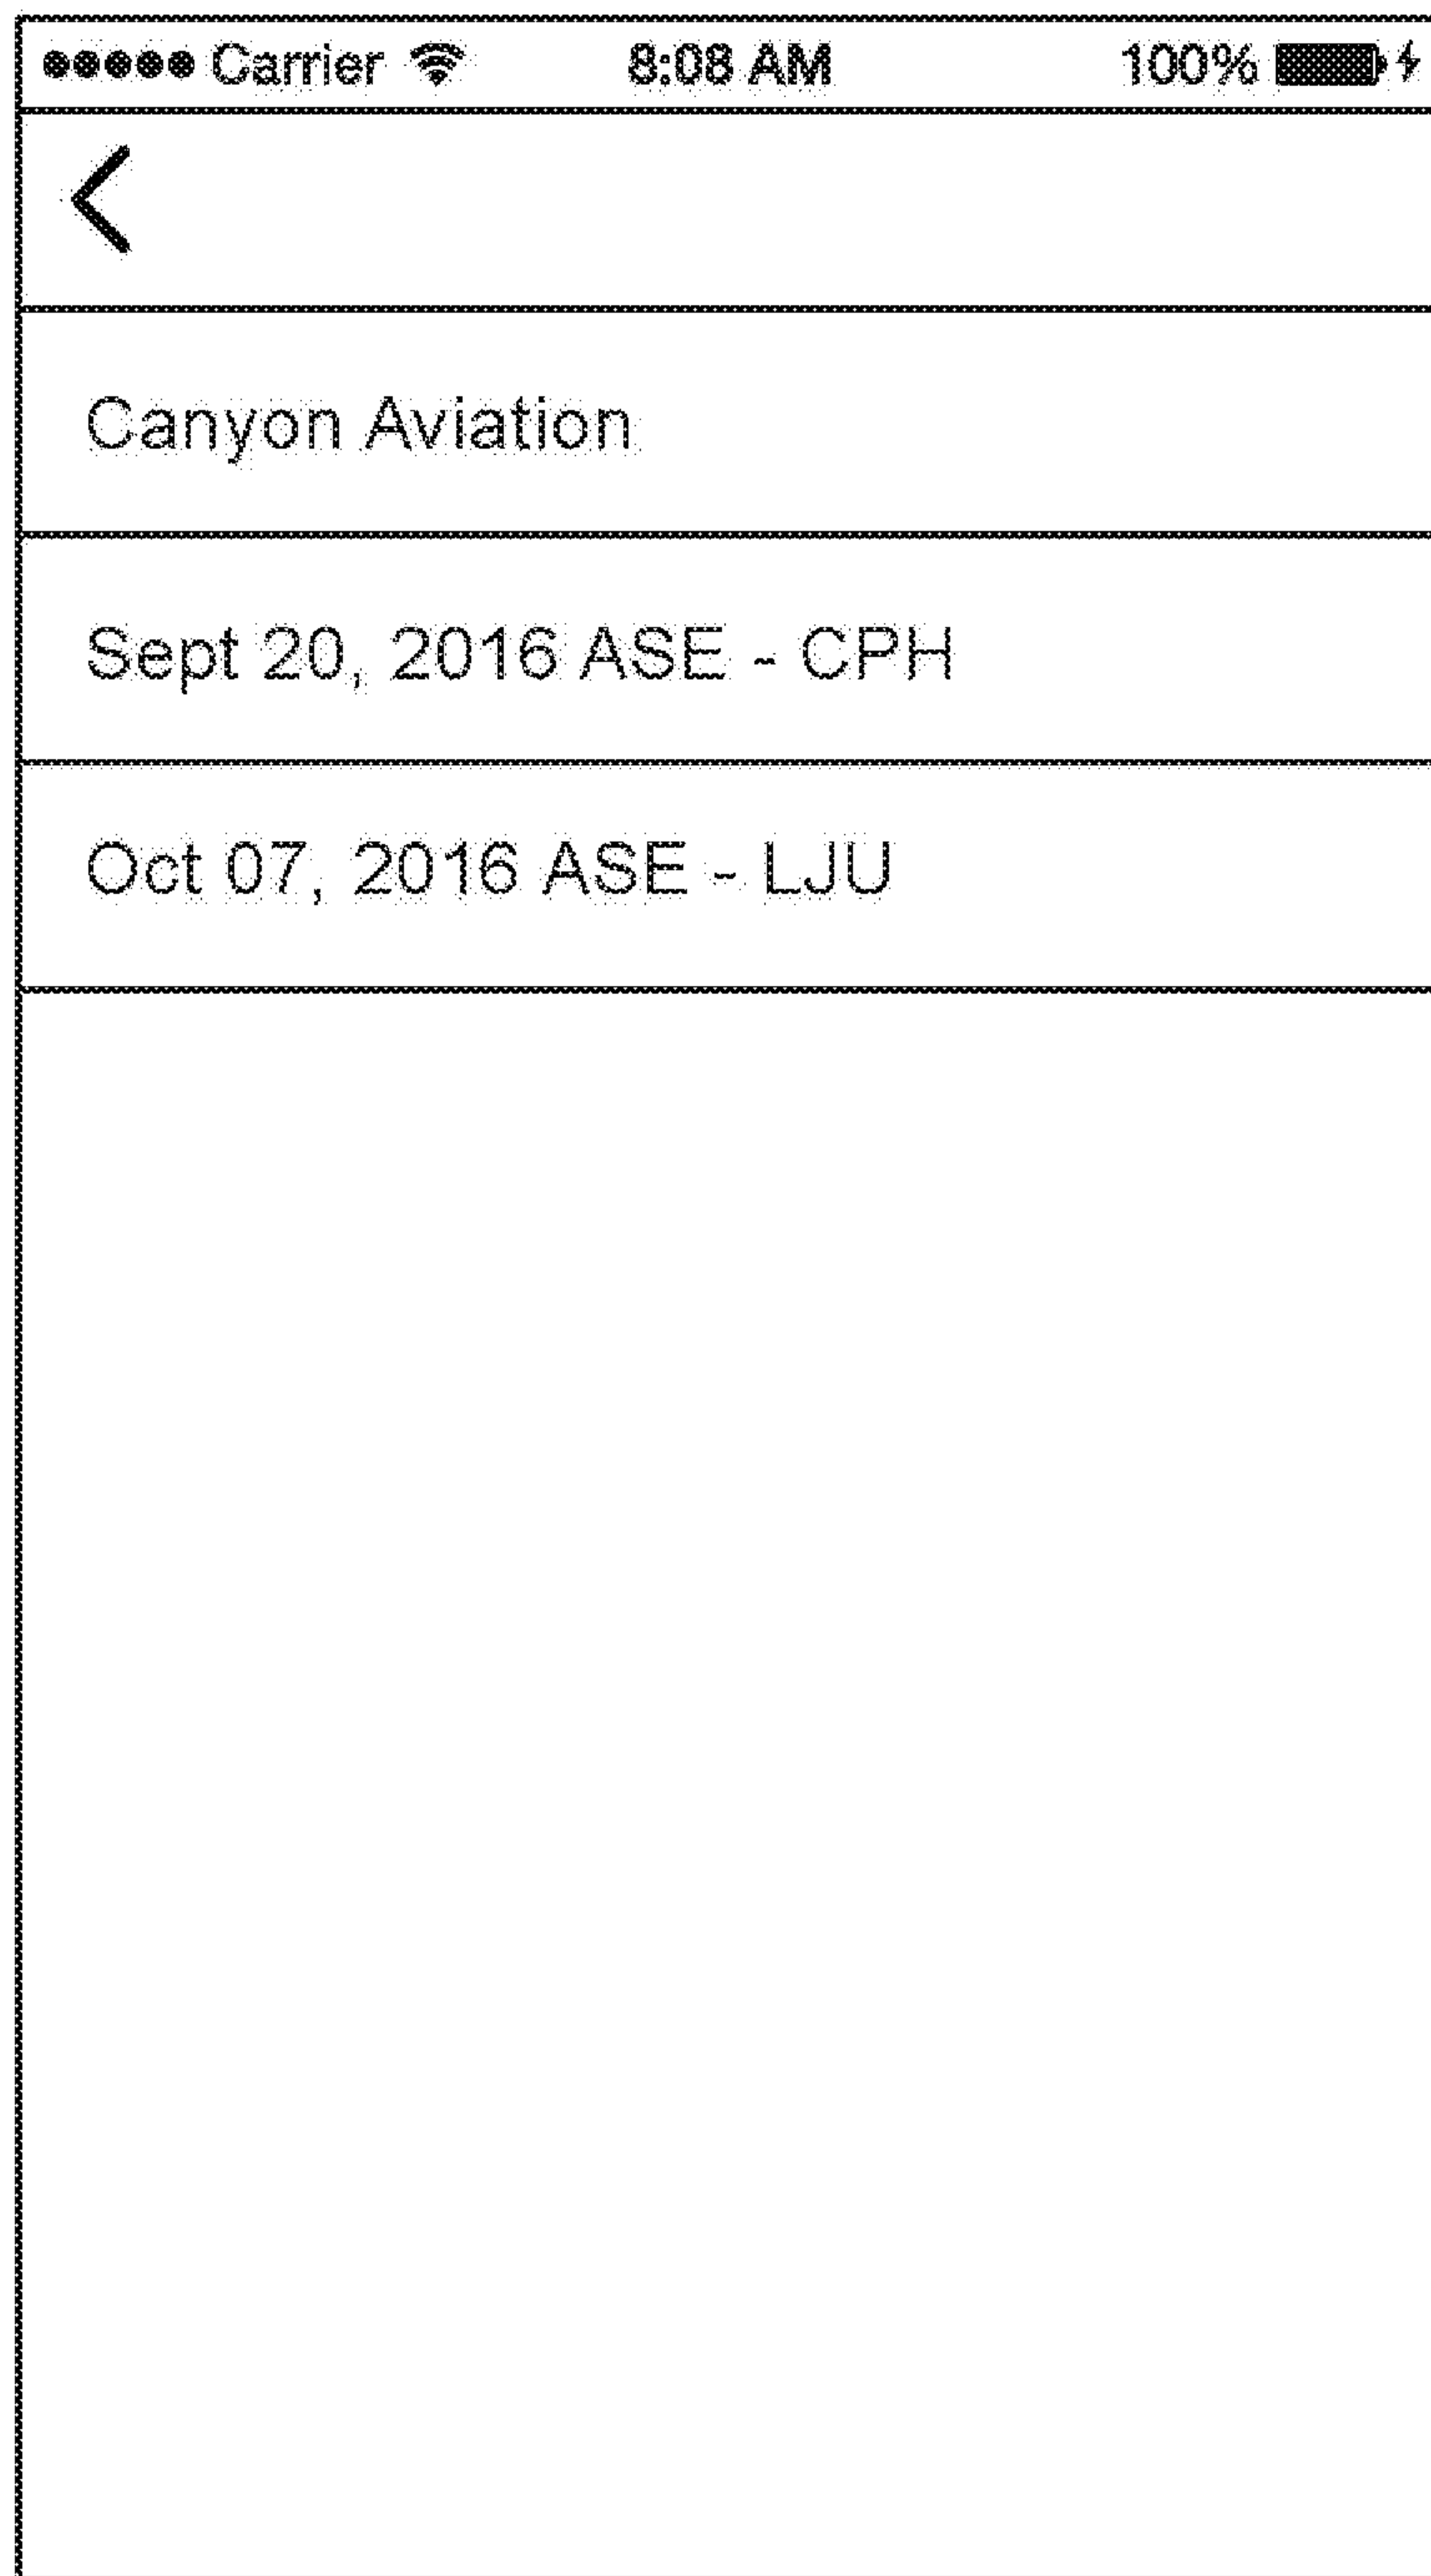 Carrier 8:08 AM 100%
Canyon Aviation
Sept 20, 2016 ASE - CPH
Oct 07, 2016 ASE - LJU